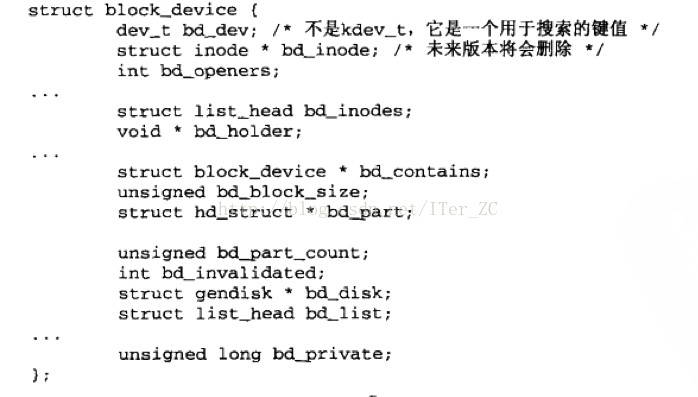 struct block_device {
dev_t bd_dev; /* 不是kdev_t，它是一个用于搜索的键值 */
struct inode * bd_inode; /* 未来版本将会删除 */
int bd_openers;
...
struct list_head bd_inodes;
void * bd_holder;
...
struct block_device * bd_contains;
unsigned bd_block_size;
struct hd_struct * bd_part;
http://blog.csdn.net/ITer_ZC
unsigned bd_part_count;
int bd_invalidated;
struct gendisk * bd_disk;
struct list_head bd_list;
...
unsigned long bd_private;
};